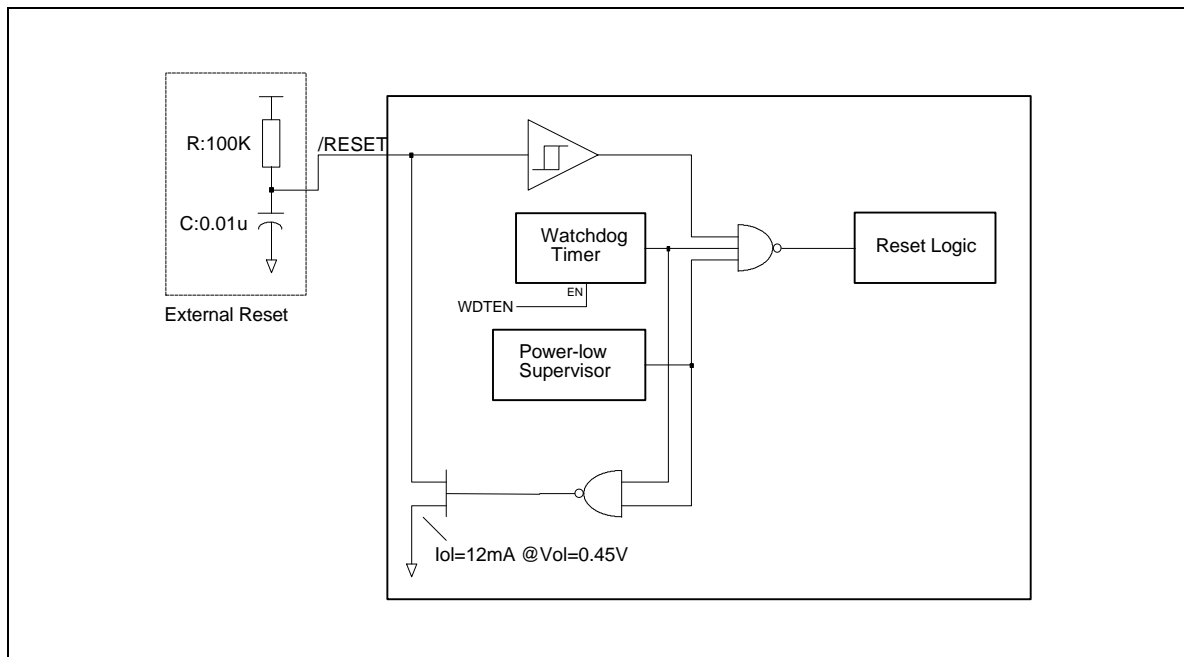 R:100K
/RESET
C:0.01u
External Reset
Watchdog
Timer
EN
WDTEN
Power-low
Supervisor
Reset Logic
Iol=12mA @Vol=0.45V